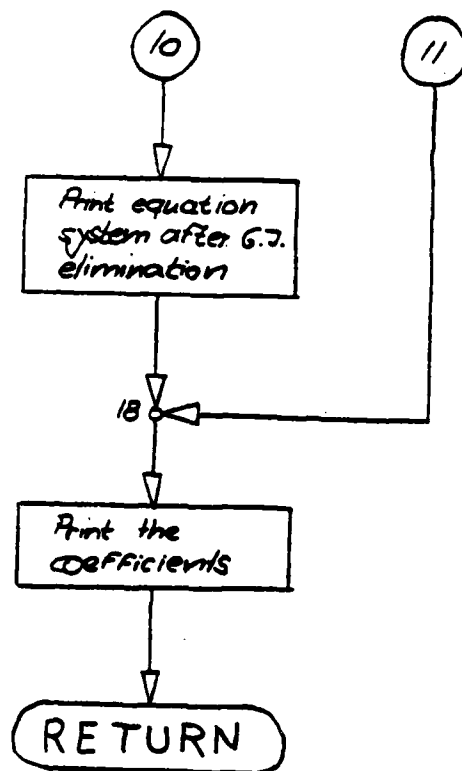 10
11
Print equation
system after G.J.
elimination
18
Print the
coefficients
RETURN